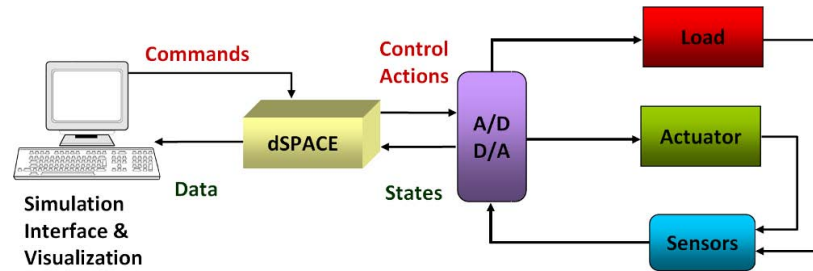 Commands
Control
Actions
Load
A/D
D/A
Actuator
dSPACE
Data
States
Simulation
Interface &
Visualization
Sensors